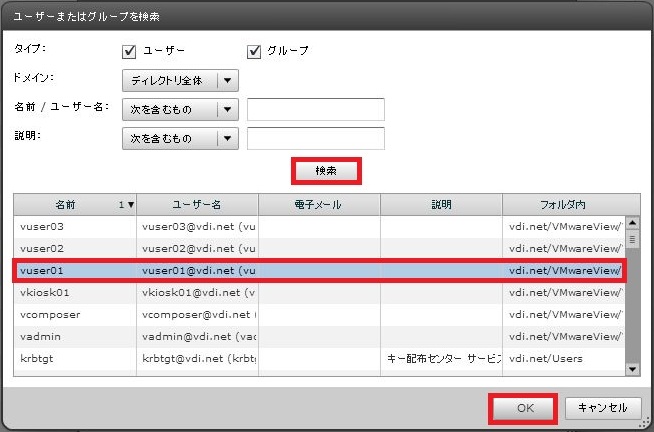 ユーザーまたはグループを検索
タイプ: ユーザー グループ
ドメイン: ディレクトリ全体
名前 / ユーザー名: 次を含むもの
説明: 次を含むもの
検索
名前 1 ユーザー名 電子メール 説明 フォルダ内
vuser03 vuser03@vdi.net (vu vdi.net/VMwareView/
vuser02 vuser02@vdi.net (vu vdi.net/VMwareView/
vuser01 vuser01@vdi.net (vu vdi.net/VMwareView/
vkiosk01 vkiosk01@vdi.net (v vdi.net/VMwareView/
vcomposer vcomposer@vdi.net vdi.net/VMwareView/
vadmin vadmin@vdi.net (vac vdi.net/VMwareView/
krbtgt krbtgt@vdi.net (krbt キー配布センター サービス vdi.net/Users
OK キャンセル